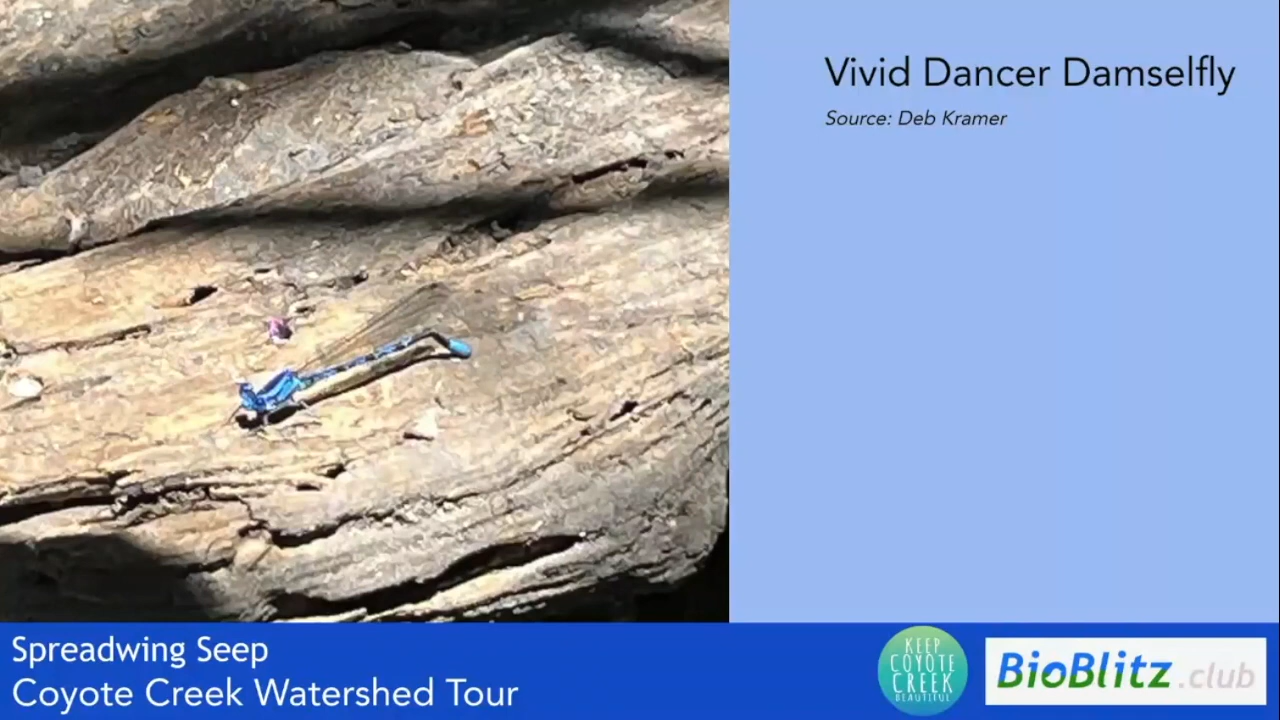 Vivid Dancer Damselfly
Source: Deb Kramer
Spreadwing Seep
Coyote Creek Watershed Tour
KEEP
COYOTE
CREEK
BEAUTIFUL
BioBlitz.club